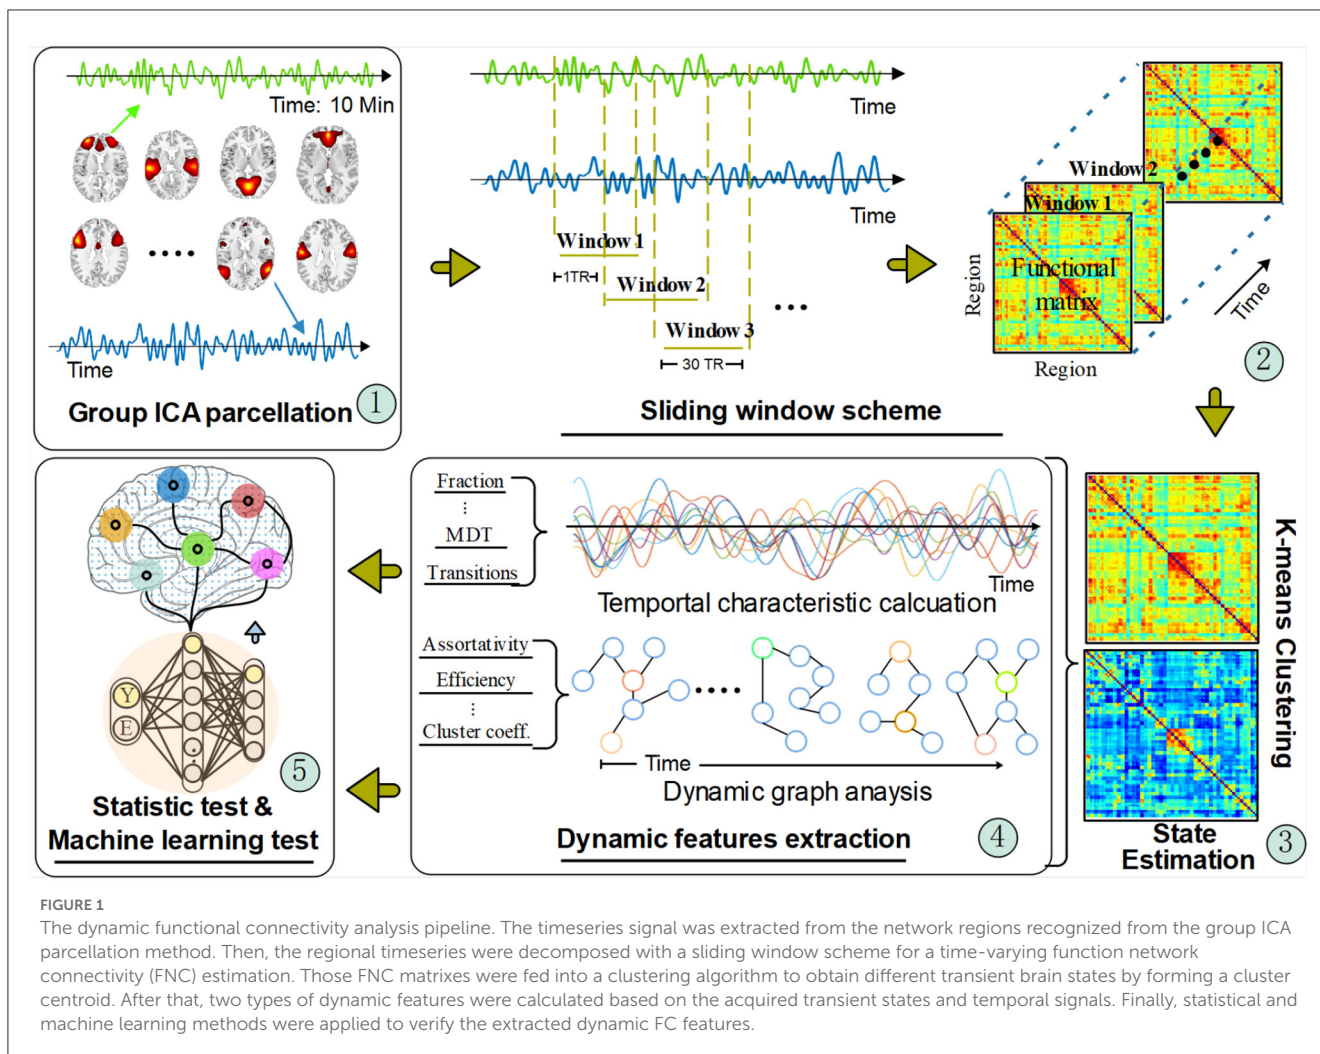 Time: 10 Min
Time
Group ICA parcellation
1
Time
Time
Window 1
1TR
Window 2
Window 3
30 TR
Sliding window scheme
Window 2
Window 1
Functional
matrix
Region
Region
Time
2
K-means Clustering
State
Estimation
3
Fraction
MDT
Transitions
Time
Temportal characteristic calcuation
Assortativity
Efficiency
Cluster coeff.
Time
Dynamic graph anaysis
Dynamic features extraction
4
Y
E
5
Statistic test &
Machine learning test
FIGURE 1
The dynamic functional connectivity analysis pipeline. The timeseries signal was extracted from the network regions recognized from the group ICA
parcellation method. Then, the regional timeseries were decomposed with a sliding window scheme for a time-varying function network
connectivity (FNC) estimation. Those FNC matrixes were fed into a clustering algorithm to obtain different transient brain states by forming a cluster
centroid. After that, two types of dynamic features were calculated based on the acquired transient states and temporal signals. Finally, statistical and
machine learning methods were applied to verify the extracted dynamic FC features.